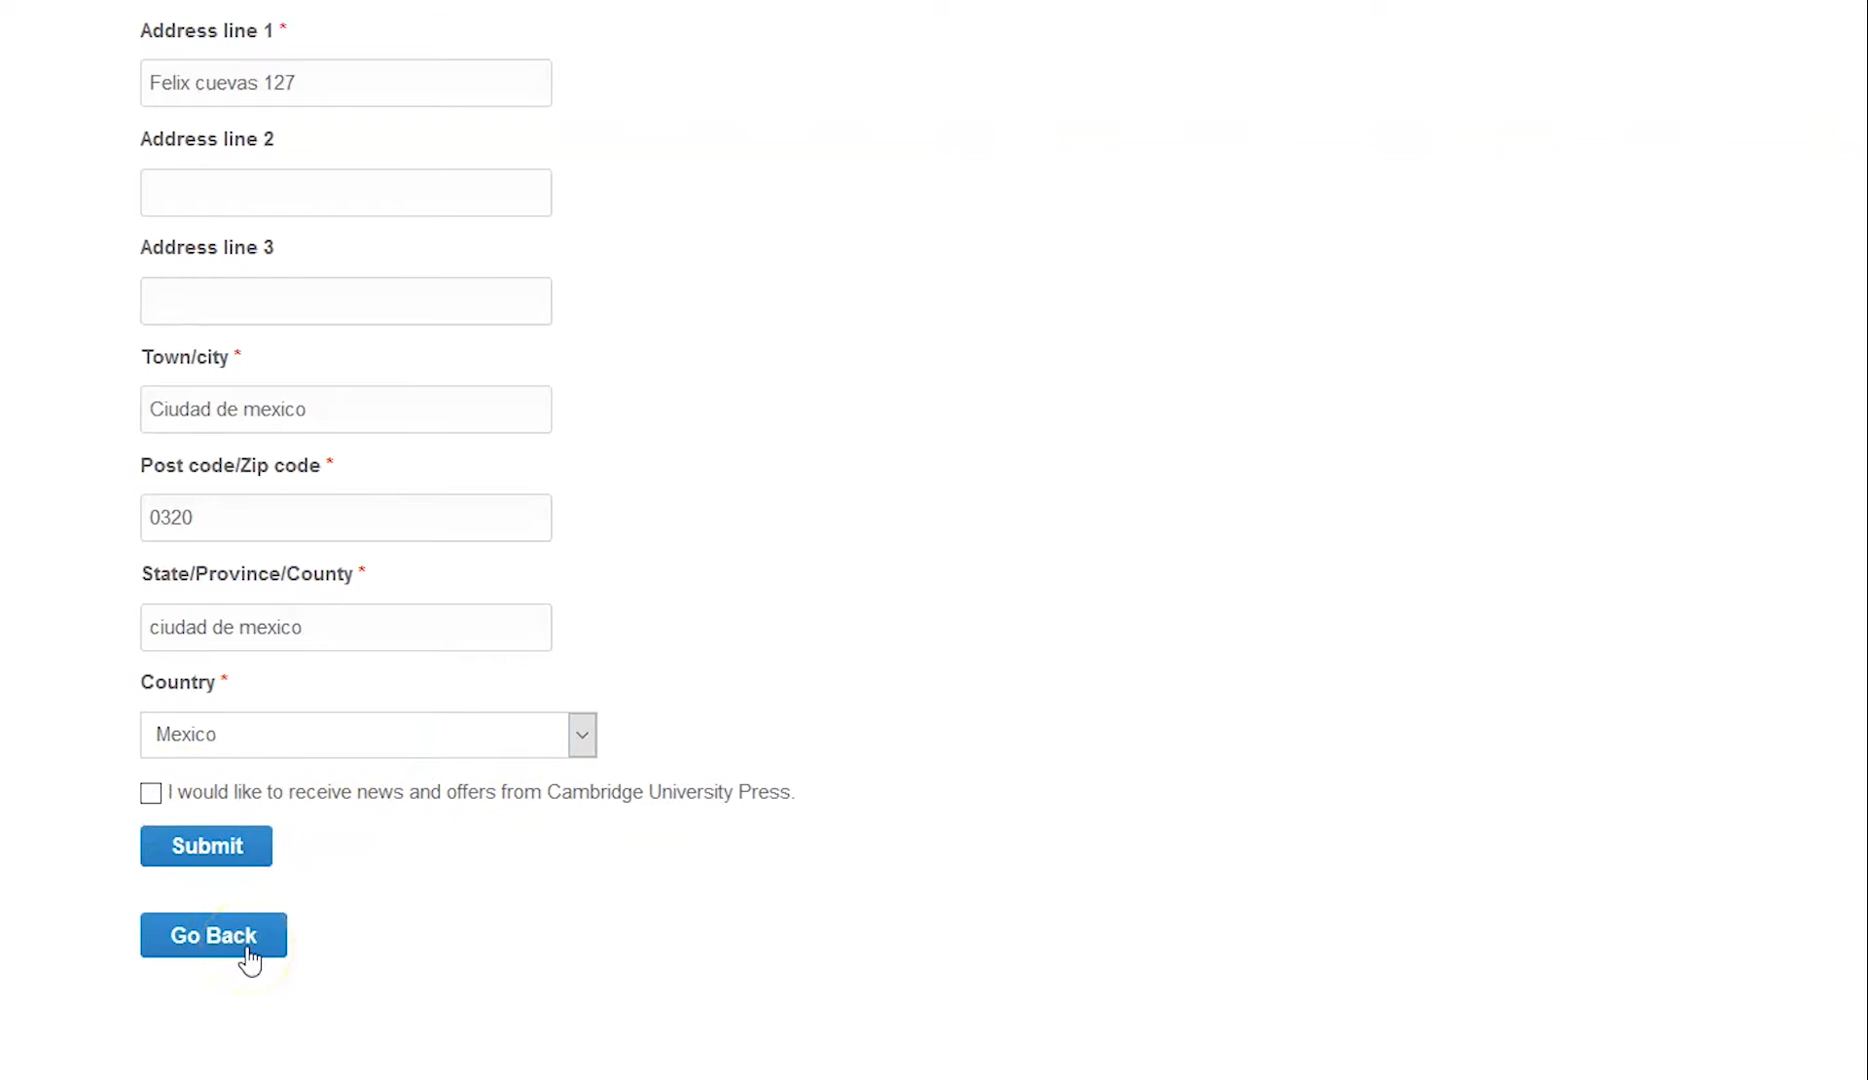 Address line 1 *
Felix cuevas 127
Address line 2
Address line 3
Town/city *
Ciudad de mexico
Post code/Zip code *
0320
State/Province/County *
ciudad de mexico
Country *
Mexico
I would like to receive news and offers from Cambridge University Press.
Submit
Go Back